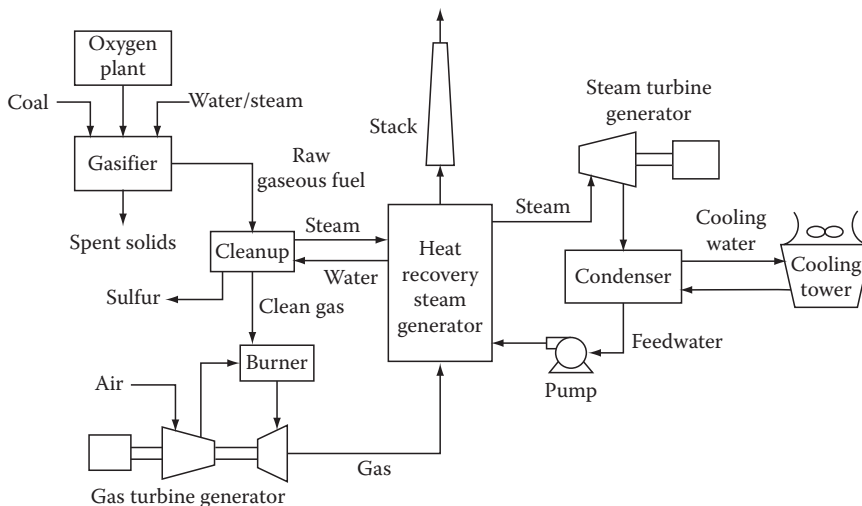 Oxygen
plant
Coal
Water/steam
Gasifier
Raw
gaseous fuel
Spent solids
Stack
Steam turbine
generator
Steam
Steam
Cleanup
Water
Heat
recovery
steam
generator
Cooling
water
Condenser
Cooling
tower
Sulfur
Clean gas
Feedwater
Burner
Pump
Air
Gas
Gas turbine generator